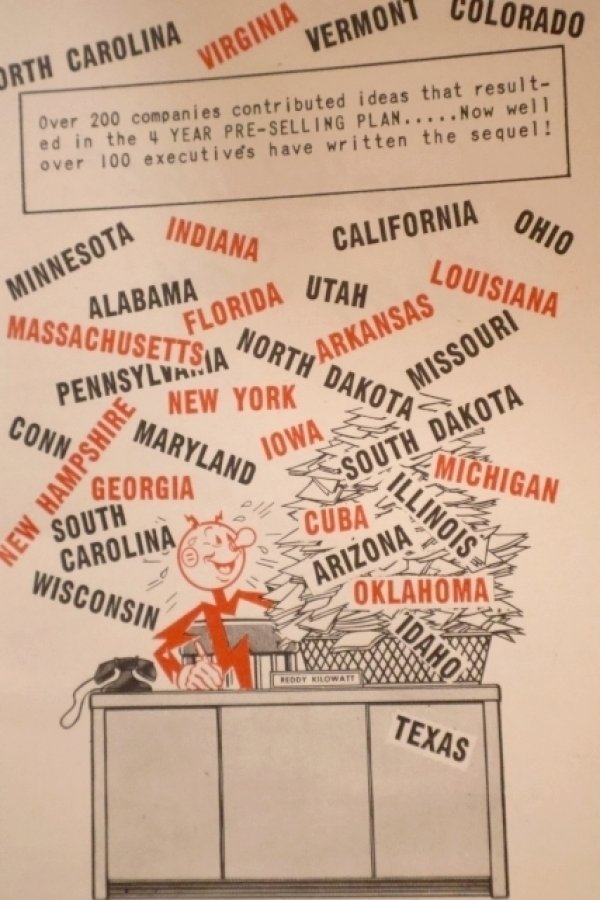 ORTH CAROLINA
VIRGINIA
VERMONT
COLORADO
Over 200 companies contributed ideas that result-
ed in the 4 YEAR PRE-SELLING PLAN.....Now well
over 100 executives have written the sequel!
MINNESOTA
INDIANA
CALIFORNIA
OHIO
ALABAMA
FLORIDA
UTAH
LOUISIANA
MASSACHUSETTS
ARKANSAS
PENNSYLVANIA
NORTH DAKOTA
MISSOURI
NEW YORK
CONN
NEW HAMPSHIRE
MARYLAND
IOWA
SOUTH DAKOTA
GEORGIA
MICHIGAN
SOUTH
CAROLINA
CUBA
ILLINOIS
ARIZONA
WISCONSIN
OKLAHOMA
IDAHO
REDDY KILOWATT
TEXAS